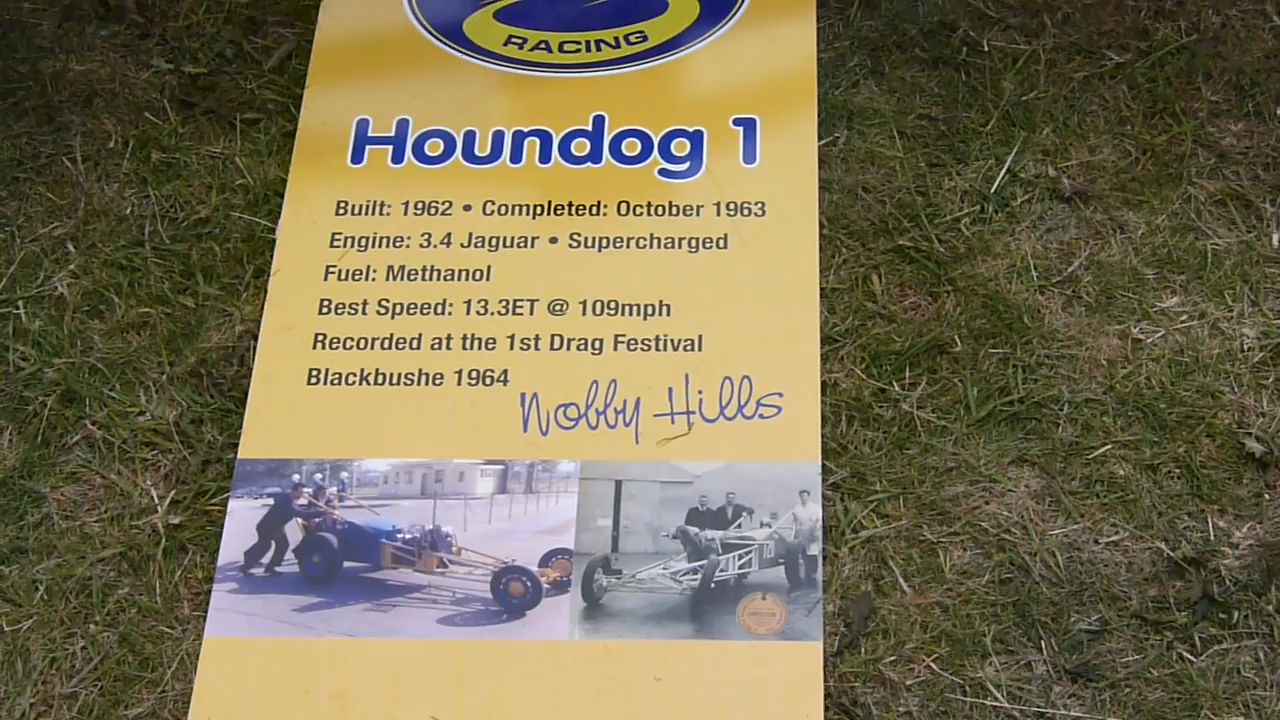 RACING
Houndog 1
Built: 1962 • Completed: October 1963
Engine: 3.4 Jaguar • Supercharged
Fuel: Methanol
Best Speed: 13.3ET @ 109mph
Recorded at the 1st Drag Festival
Blackbushe 1964
Nobby Hills
120